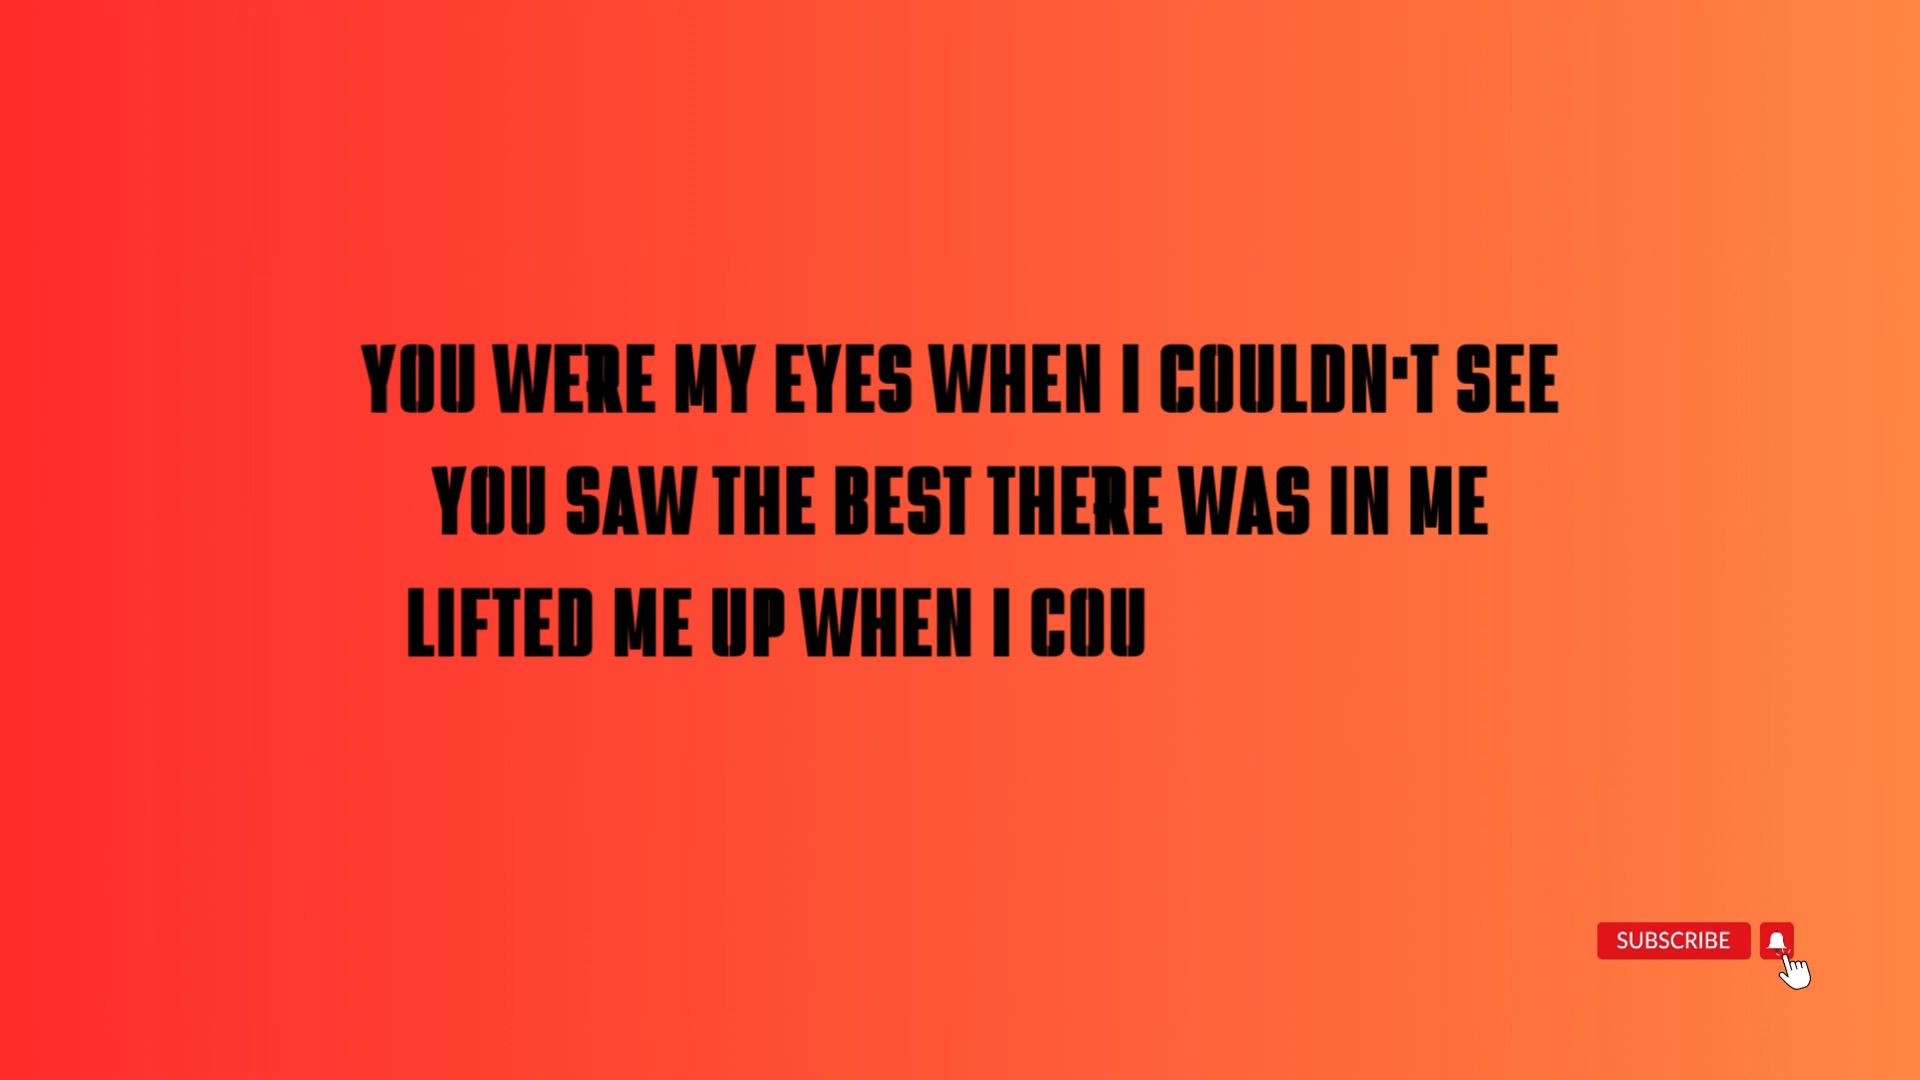 YOU WERE MY EYES WHEN I COULDN'T SEE
YOU SAW THE BEST THERE WAS IN ME
LIFTED ME UP WHEN I COU
SUBSCRIBE